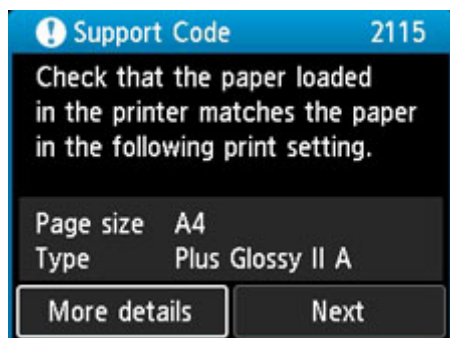 Support Code 2115
Check that the paper loaded
in the printer matches the paper
in the following print setting.
Page size A4
Type Plus Glossy II A
More details Next